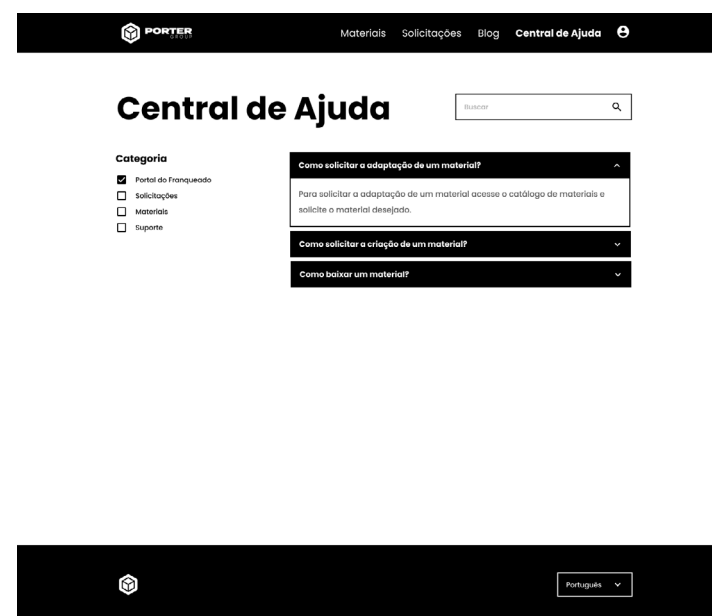 PORTER
GROUP
Materiais Solicitações Blog Central de Ajuda
Central de Ajuda
Buscar
Categoria
Portal do Franqueado
Solicitações
Materiais
Suporte
Como solicitar a adaptação de um material?
Para solicitar a adaptação de um material acesse o catálogo de materiais e
solicite o material desejado.
Como solicitar a criação de um material?
Como baixar um material?
Português